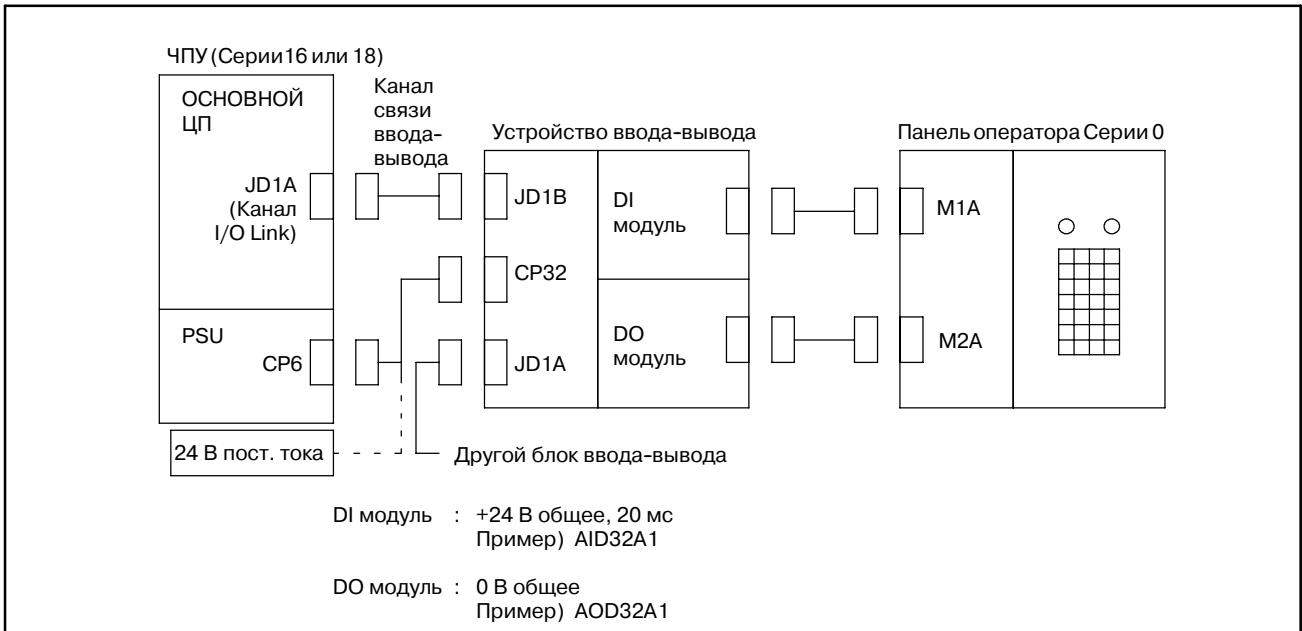 ЧПУ (Серии 16 или 18)
ОСНОВНОЙ
ЦП
Канал
связи
ввода-
вывода
Устройство ввода-вывода
Панель оператора Серии 0
JD1A
(Канал
I/O Link)
JD1B
DI
модуль
M1A
CP32
PSU
CP6
JD1A
DO
модуль
M2A
24 В пост. тока
Другой блок ввода-вывода
DI модуль : +24 В общее, 20 мс
Пример) AID32A1
DO модуль : 0 В общее
Пример) AOD32A1